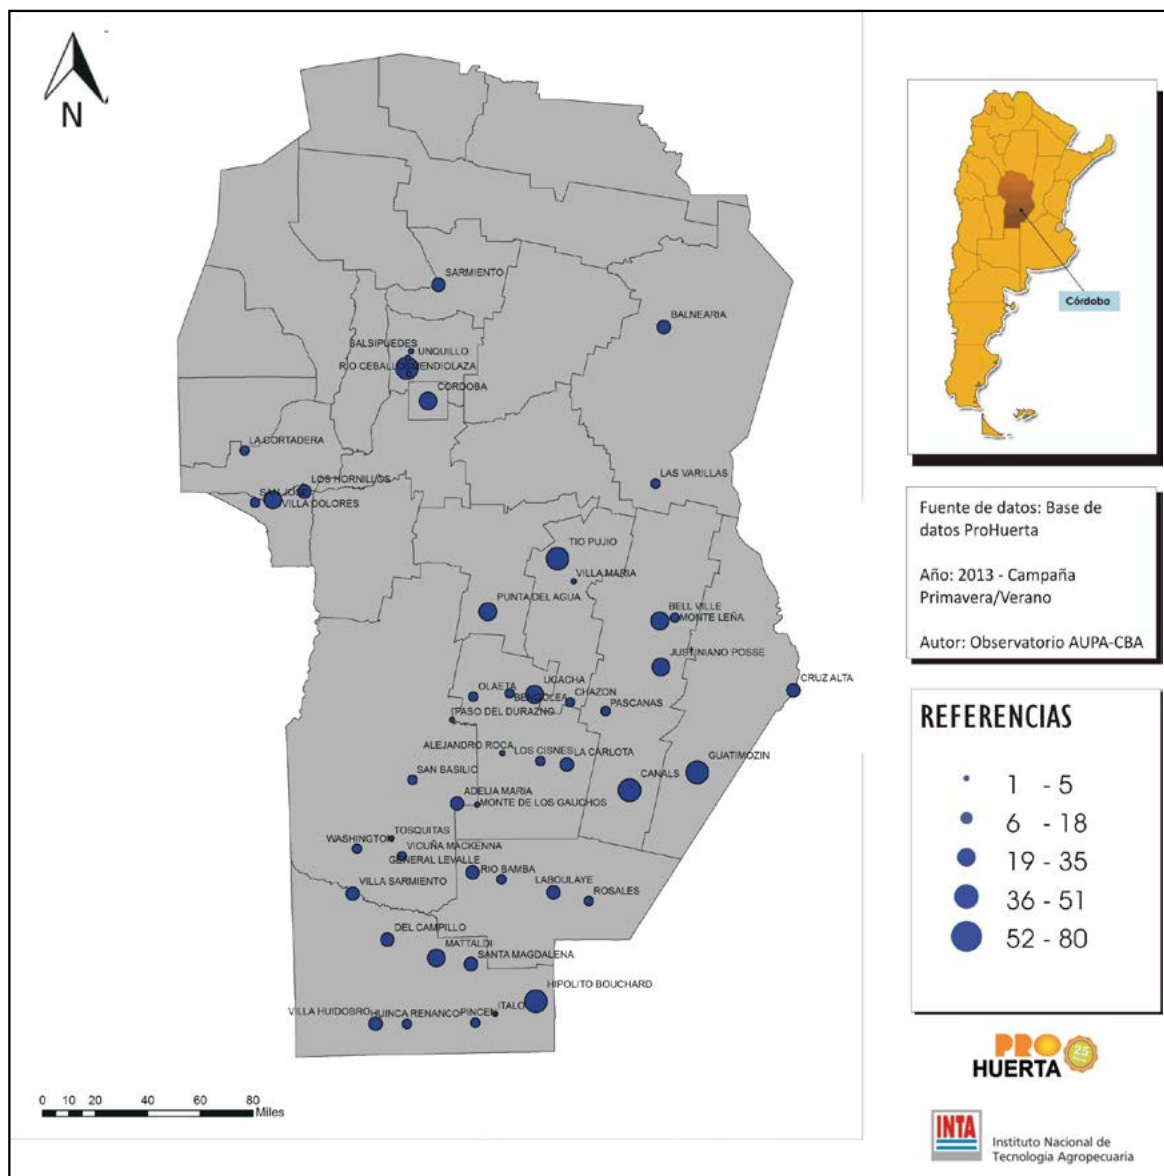 N
SARMIENTO
BALNEARIA
SALSIPUEDES
UNQUILLO
RIO CEBALLOS
MENDIOLAZA
CORDOBA
LA CORTADERA
LOS HORNILLOS
SAN JOSE
VILLA DOLORES
LAS VARILLAS
TIO PUJIO
VILLA MARIA
PUNTA DEL AGUA
BELL VILLE
MONTE LEÑA
JUSTINIANO POSSE
CRUZ ALTA
OLAETA
BENGOLEA
UCACHA
CHAZON
PASCANAS
PASO DEL DURAZNO
ALEJANDRO ROCA
LOS CISNES
LA CARLOTA
GUATIMOZIN
CANALS
SAN BASILIO
ADELIA MARIA
MONTE DE LOS GAUCHOS
TOSQUITAS
WASHINGTON
VICUÑA MACKENNA
GENERAL LEVALLE
RIO BAMBA
LABOULAYE
ROSALES
VILLA SARMIENTO
DEL CAMPILLO
MATTALDI
SANTA MAGDALENA
HIPOLITO BOUCHARD
ITALO
VILLA HUIDOBRO
HUINCA RENANCO
PINCEN
0 10 20 40 60 80
Miles
Córdoba
Fuente de datos: Base de
datos ProHuerta
Año: 2013 - Campaña
Primavera/Verano
Autor: Observatorio AUPA-CBA
REFERENCIAS
1 - 5
6 - 18
19 - 35
36 - 51
52 - 80
PRO
HUERTA
25
INTA
Instituto Nacional de
Tecnología Agropecuaria